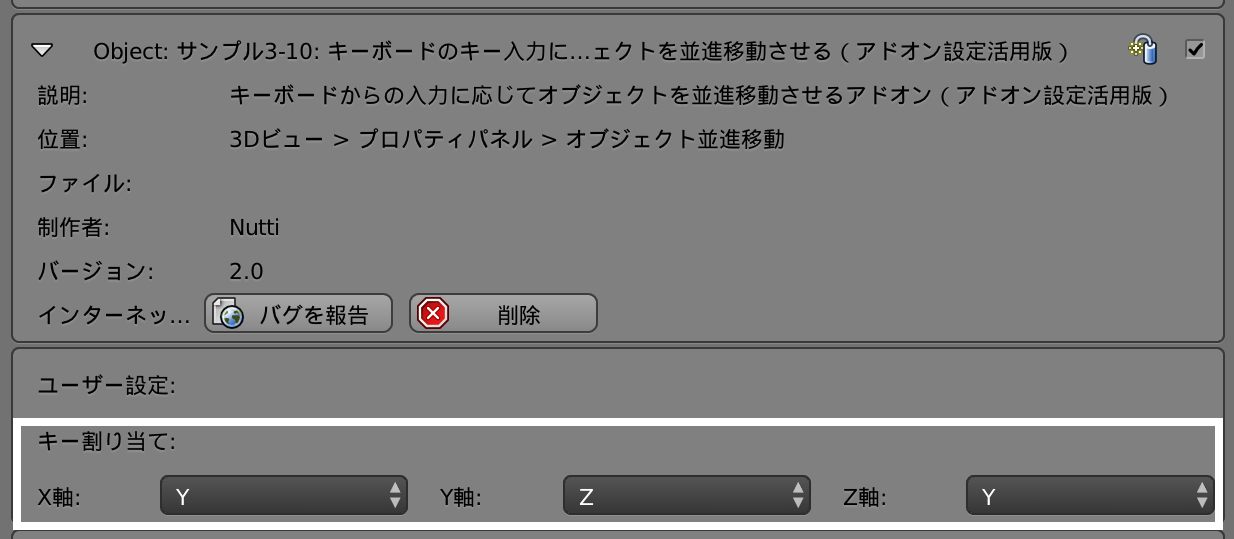 Object: サンプル3-10: キーボードのキー入力に...ェクトを並進移動させる（アドオン設定活用版）
説明: キーボードからの入力に応じてオブジェクトを並進移動させるアドオン（アドオン設定活用版）
位置: 3Dビュー > プロパティパネル > オブジェクト並進移動
ファイル:
制作者: Nutti
バージョン: 2.0
インターネッ... バグを報告 削除
ユーザー設定:
キー割り当て:
X軸: Y Y軸: Z Z軸: Y